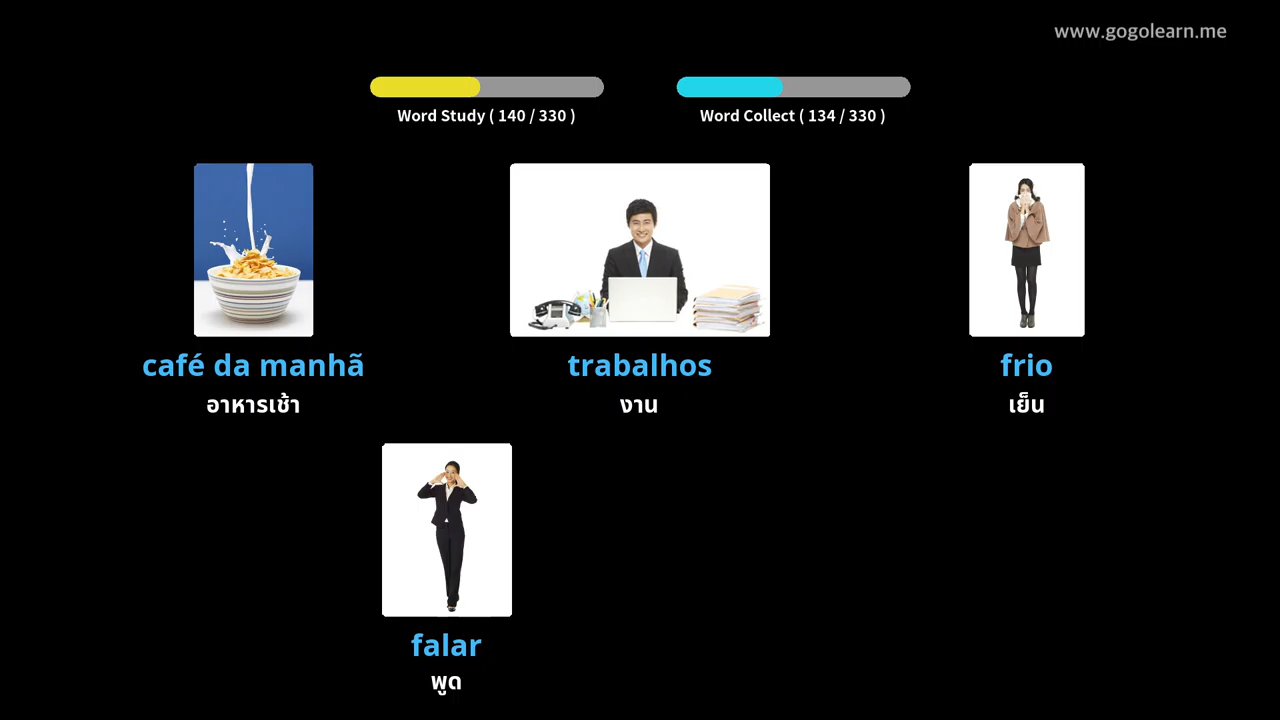 www.gogolearn.me
Word Study ( 140 / 330 )
Word Collect ( 134 / 330 )
café da manhã
อาหารเช้า
trabalhos
งาน
frio
เย็น
falar
พูด